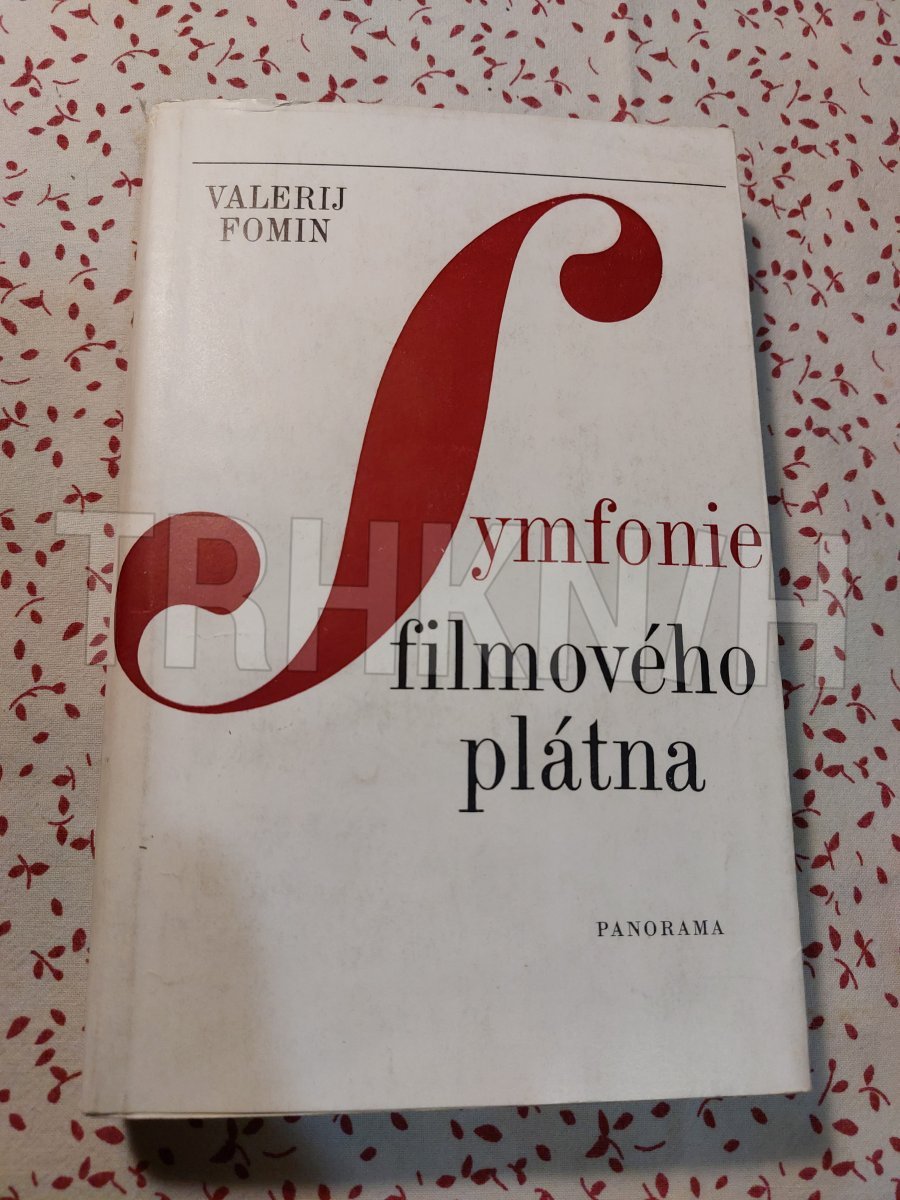 VALERIJ
FOMIN
Symfonie
filmového
plátna
PANORAMA
TRHKNIH